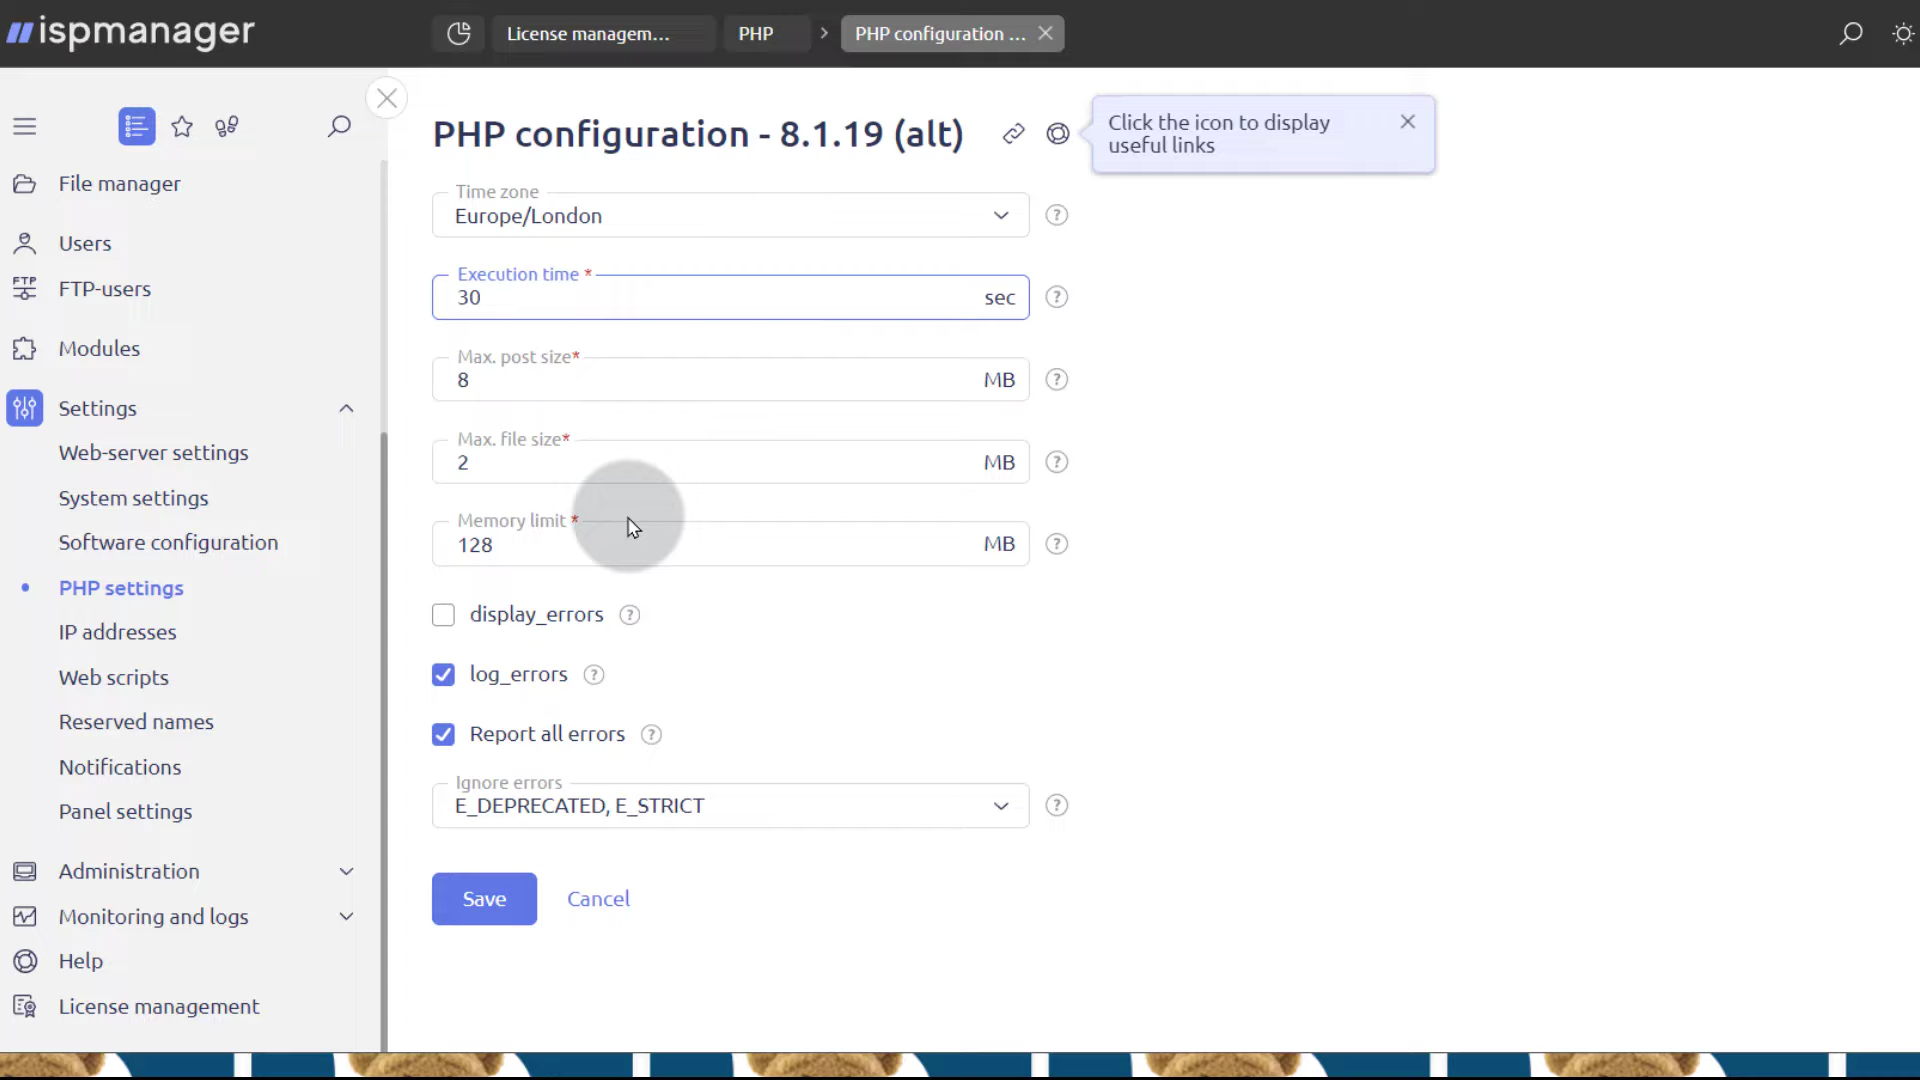 ispmanager
License managem...
PHP
PHP configuration ...
PHP configuration - 8.1.19 (alt)
Click the icon to display
useful links
File manager
Users
FTP
FTP-users
Modules
Settings
Web-server settings
System settings
Software configuration
PHP settings
IP addresses
Web scripts
Reserved names
Notifications
Panel settings
Administration
Monitoring and logs
Help
License management
Time zone
Europe/London
?
Execution time *
30 sec
?
Max. post size*
8 MB
?
Max. file size*
2 MB
?
Memory limit *
128 MB
?
display_errors ?
log_errors ?
Report all errors ?
Ignore errors
E_DEPRECATED, E_STRICT
?
Save Cancel